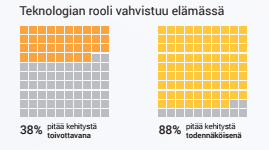 Teknologian rooli vahvistuu elämässä
38% pitää kehitystä
toivottavana
88% pitää kehitystä
todennäköisenä